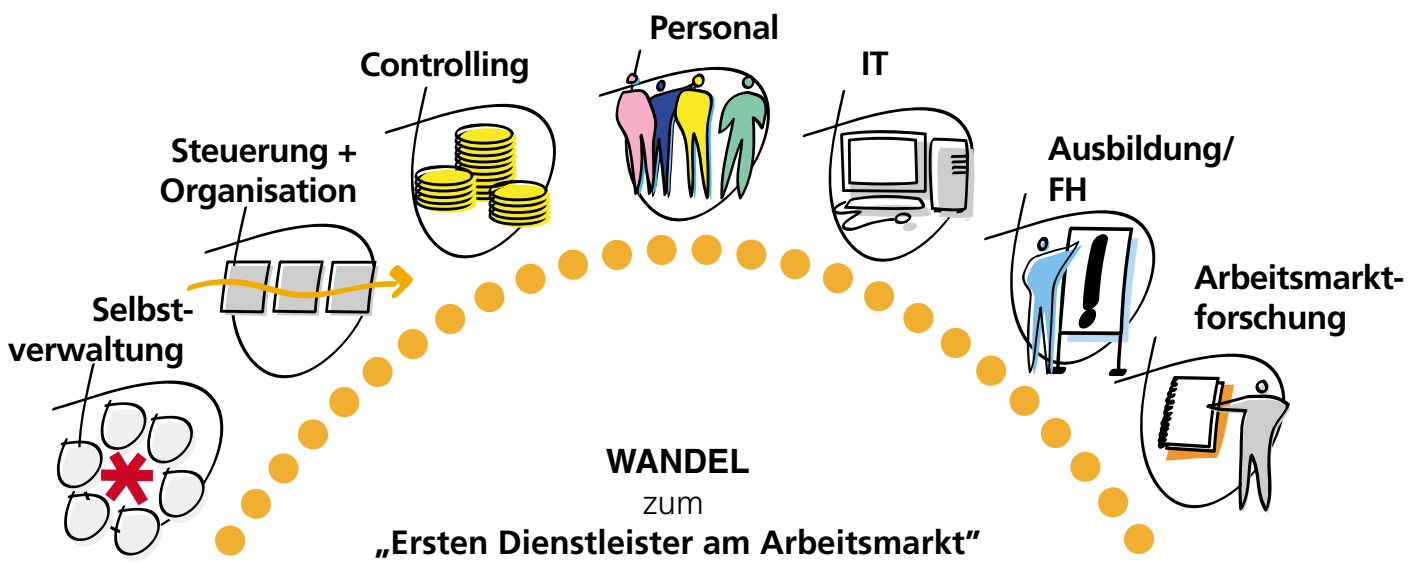 Selbst-
verwaltung
Steuerung +
Organisation
Controlling
Personal
IT
Ausbildung/
FH
Arbeitsmarkt-
forschung
WANDEL
zum
„Ersten Dienstleister am Arbeitsmarkt”